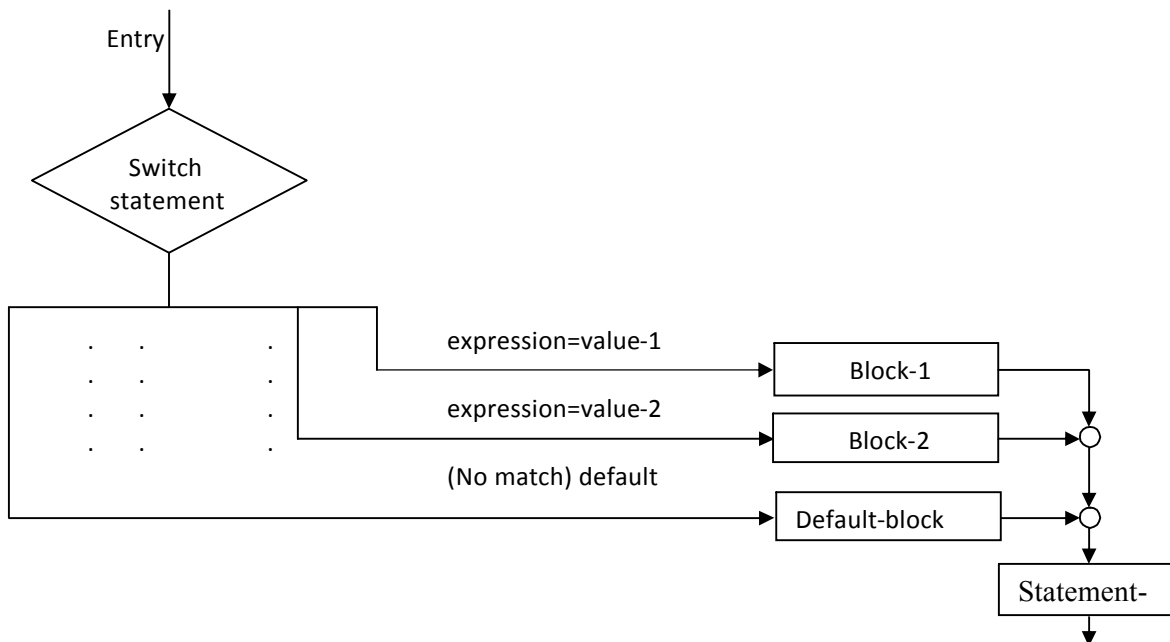 Entry
Switch
statement
expression=value-1
Block-1
expression=value-2
Block-2
(No match) default
Default-block
Statement-